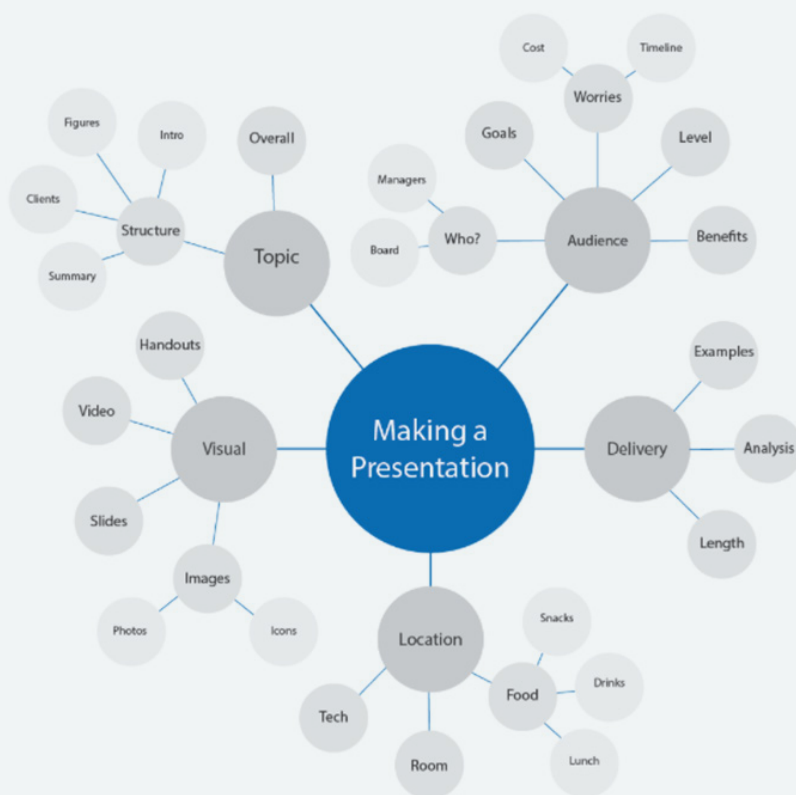 Cost
Timeline
Worries
Figures
Intro
Overall
Goals
Level
Managers
Clients
Structure
Topic
Board
Who?
Audience
Benefits
Summary
Handouts
Examples
Video
Visual
Making a
Presentation
Delivery
Analysis
Slides
Length
Images
Photos
Icons
Location
Snacks
Food
Drinks
Tech
Room
Lunch